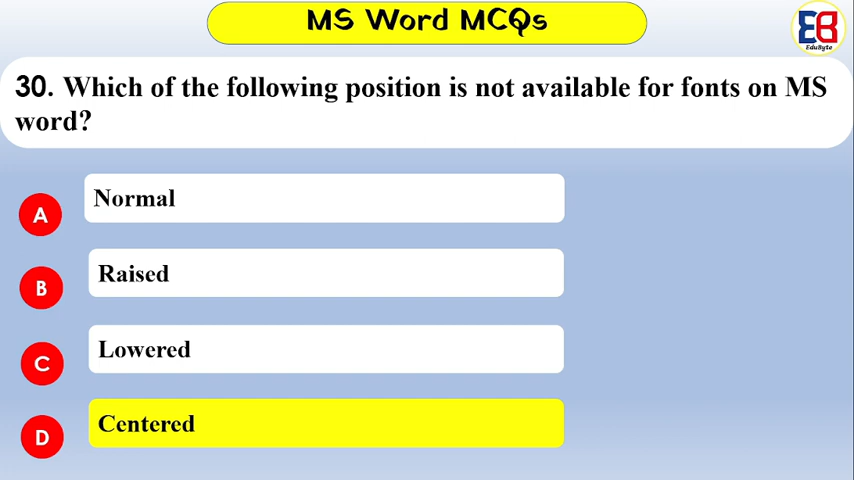 MS Word MCQs
EB
EduByte
30. Which of the following position is not available for fonts on MS
word?
A
Normal
B
Raised
C
Lowered
D
Centered